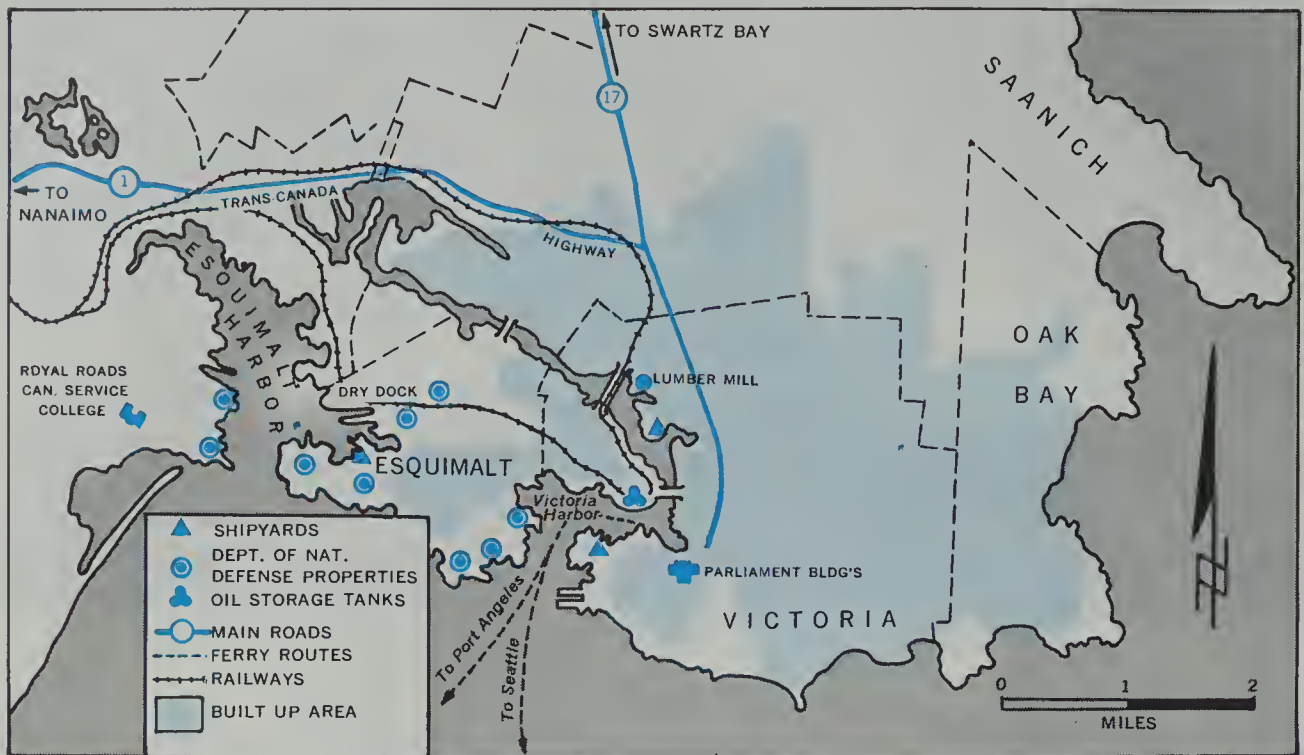 TO SWARTZ BAY
17
SAANICH
1
TO
NANAIMO
TRANS-CANADA
HIGHWAY
ESQUIMALT
HARBOR
OAK
BAY
ROYAL ROADS
CAN. SERVICE
COLLEGE
DRY DOCK
LUMBER MILL
ESQUIMALT
Victoria
Harbor
PARLIAMENT BLDG'S
VICTORIA
To Port Angeles
To Seattle
SHIPYARDS
DEPT. OF NAT.
DEFENSE PROPERTIES
OIL STORAGE TANKS
MAIN ROADS
FERRY ROUTES
RAILWAYS
BUILT UP AREA
0 1 2
MILES